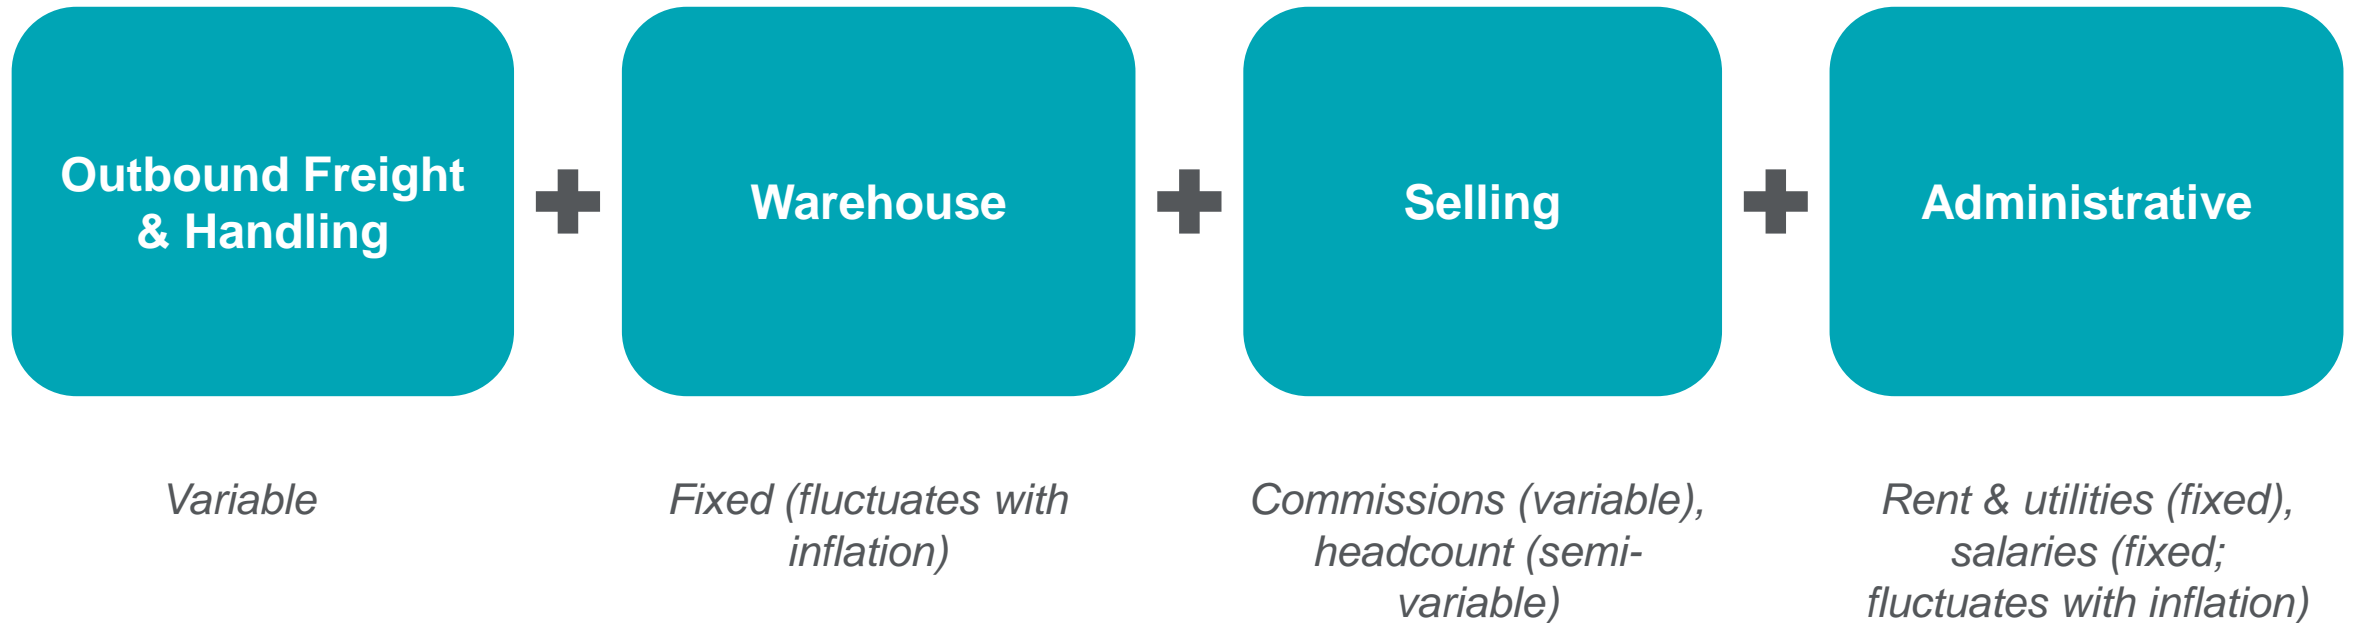 Outbound Freight
& Handling
Warehouse
Selling
Administrative
Variable
Fixed (fluctuates with
inflation)
Commissions (variable),
headcount (semi-
variable)
Rent & utilities (fixed),
salaries (fixed;
fluctuates with inflation)